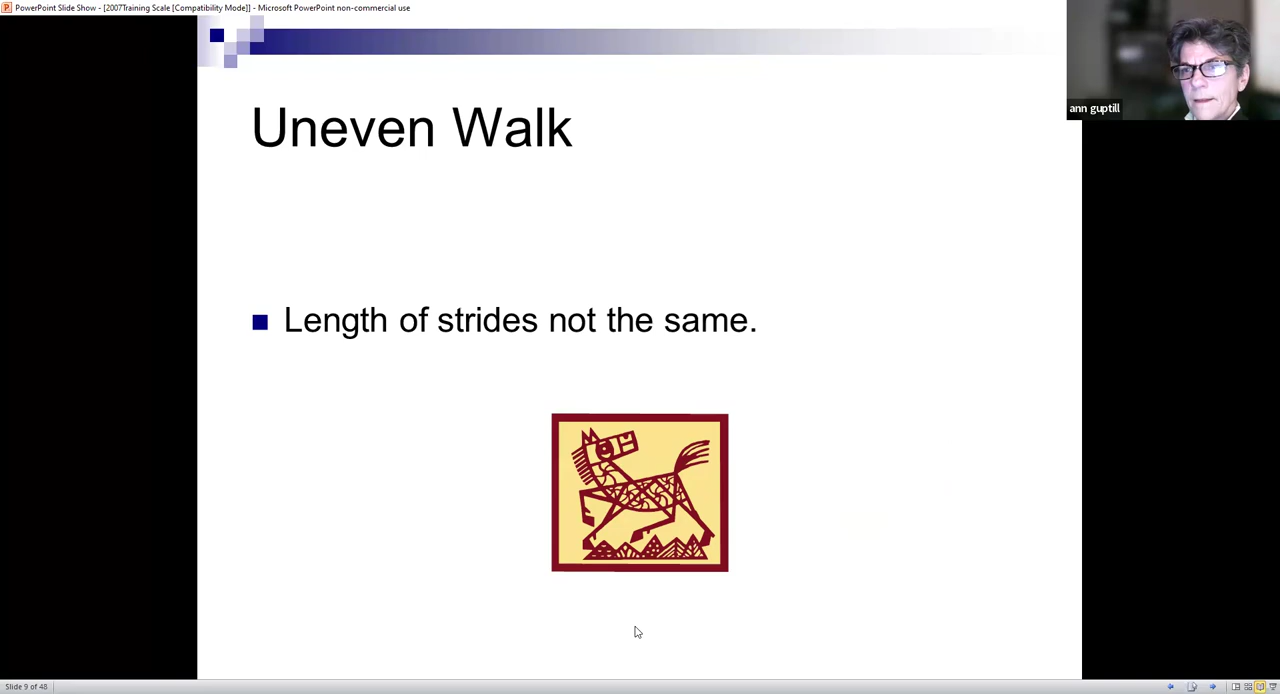 PowerPoint Slide Show - [2007Training Scale [Compatibility Mode]] - Microsoft PowerPoint non-commercial use
ann guptill
Uneven Walk
Length of strides not the same.
Slide 9 of 48